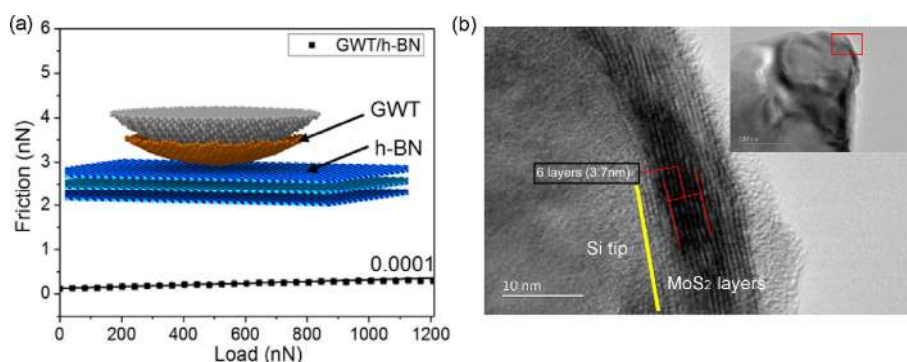 (a)
Friction (nN)
6
5
4
3
2
1
0
GWT/h-BN
GWT
h-BN
0.0001
0 200 400 600 800 1000 1200
Load (nN)
(b)
6 layers (3.7nm)
Si tip
MoS2 layers
10 nm